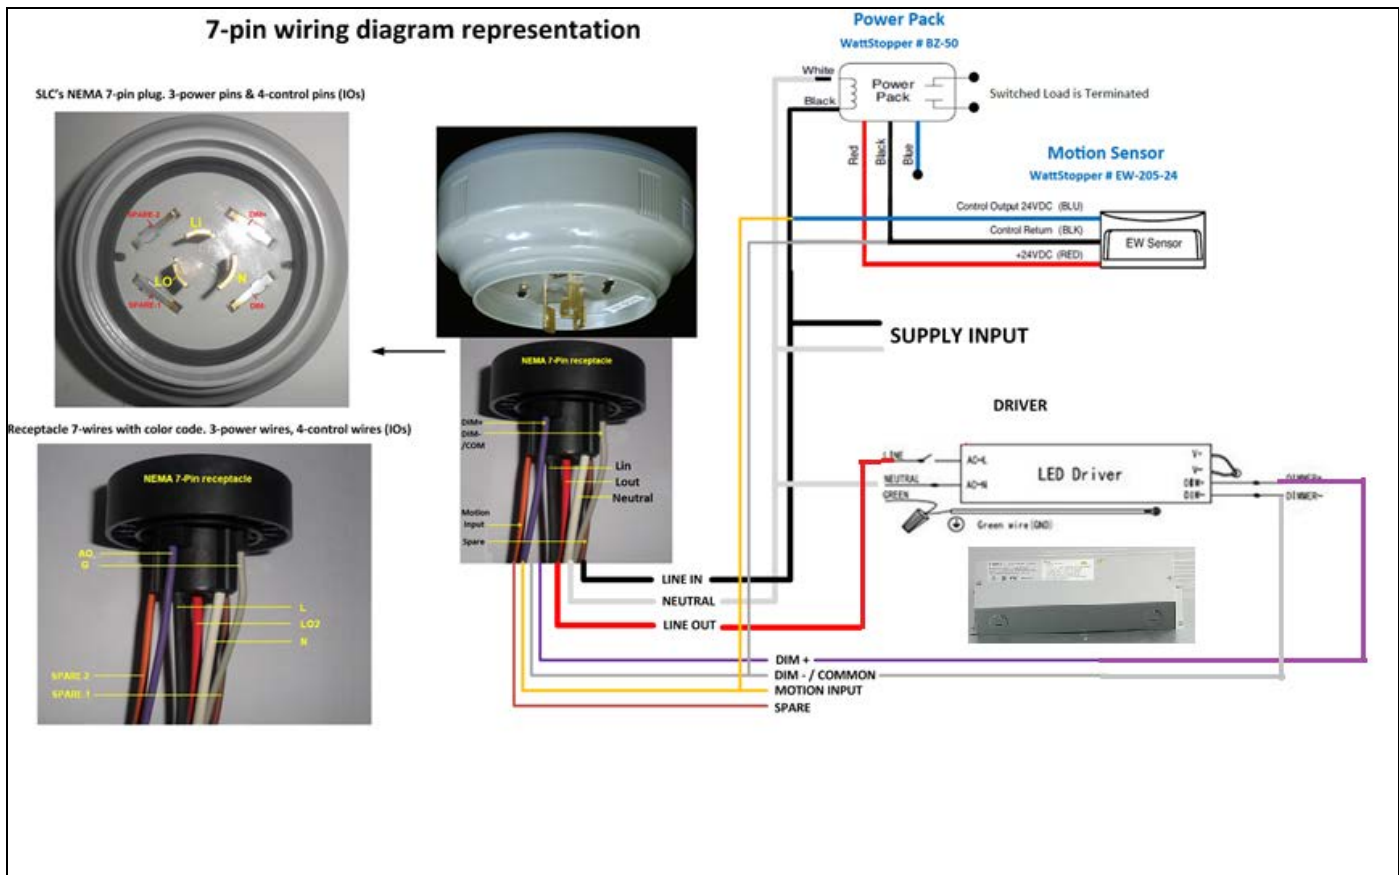 7-pin wiring diagram representation
SLC's NEMA 7-pin plug. 3-power pins & 4-control pins (IOs)
SPARE-2
LI
DIM+
LO
N
SPARE-1
DIM-
Receptacle 7-wires with color code. 3-power wires, 4-control wires (IOs)
NEMA 7-Pin receptacle
AO
G
L
LO2
N
SPARE 2
SPARE 1
NEMA 7-Pin receptacle
DIM+
DIM-
/COM
Lin
Lout
Neutral
Motion
Input
Spare
Power Pack
WattStopper # BZ-50
White
Black
Power
Pack
Switched Load is Terminated
Red
Black
Blue
Motion Sensor
WattStopper # EW-205-24
Control Output 24VDC (BLU)
Control Return (BLK)
+24VDC (RED)
EW Sensor
SUPPLY INPUT
DRIVER
LINE
AC-L
NEUTRAL
AC-N
GREEN
LED Driver
V-
DIM+
DIM-
DIMMER+
DIMMER-
Green wire(GND)
LINE IN
NEUTRAL
LINE OUT
DIM +
DIM - / COMMON
MOTION INPUT
SPARE